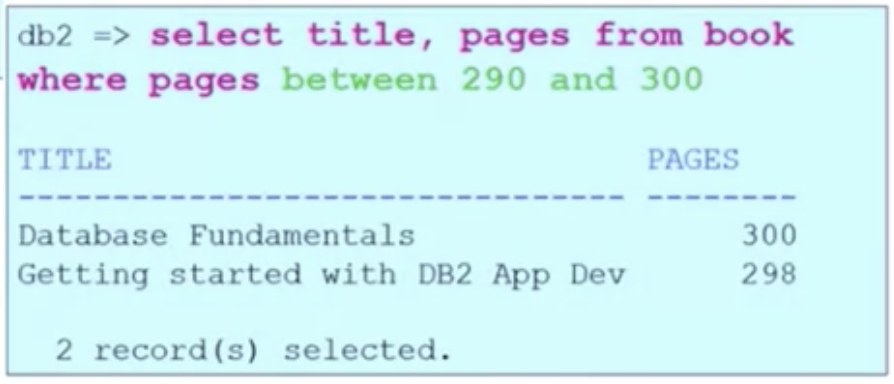 db2 => select title, pages from book
where pages between 290 and 300
TITLE PAGES
-------------------------------- --------
Database Fundamentals 300
Getting started with DB2 App Dev 298
2 record(s) selected.